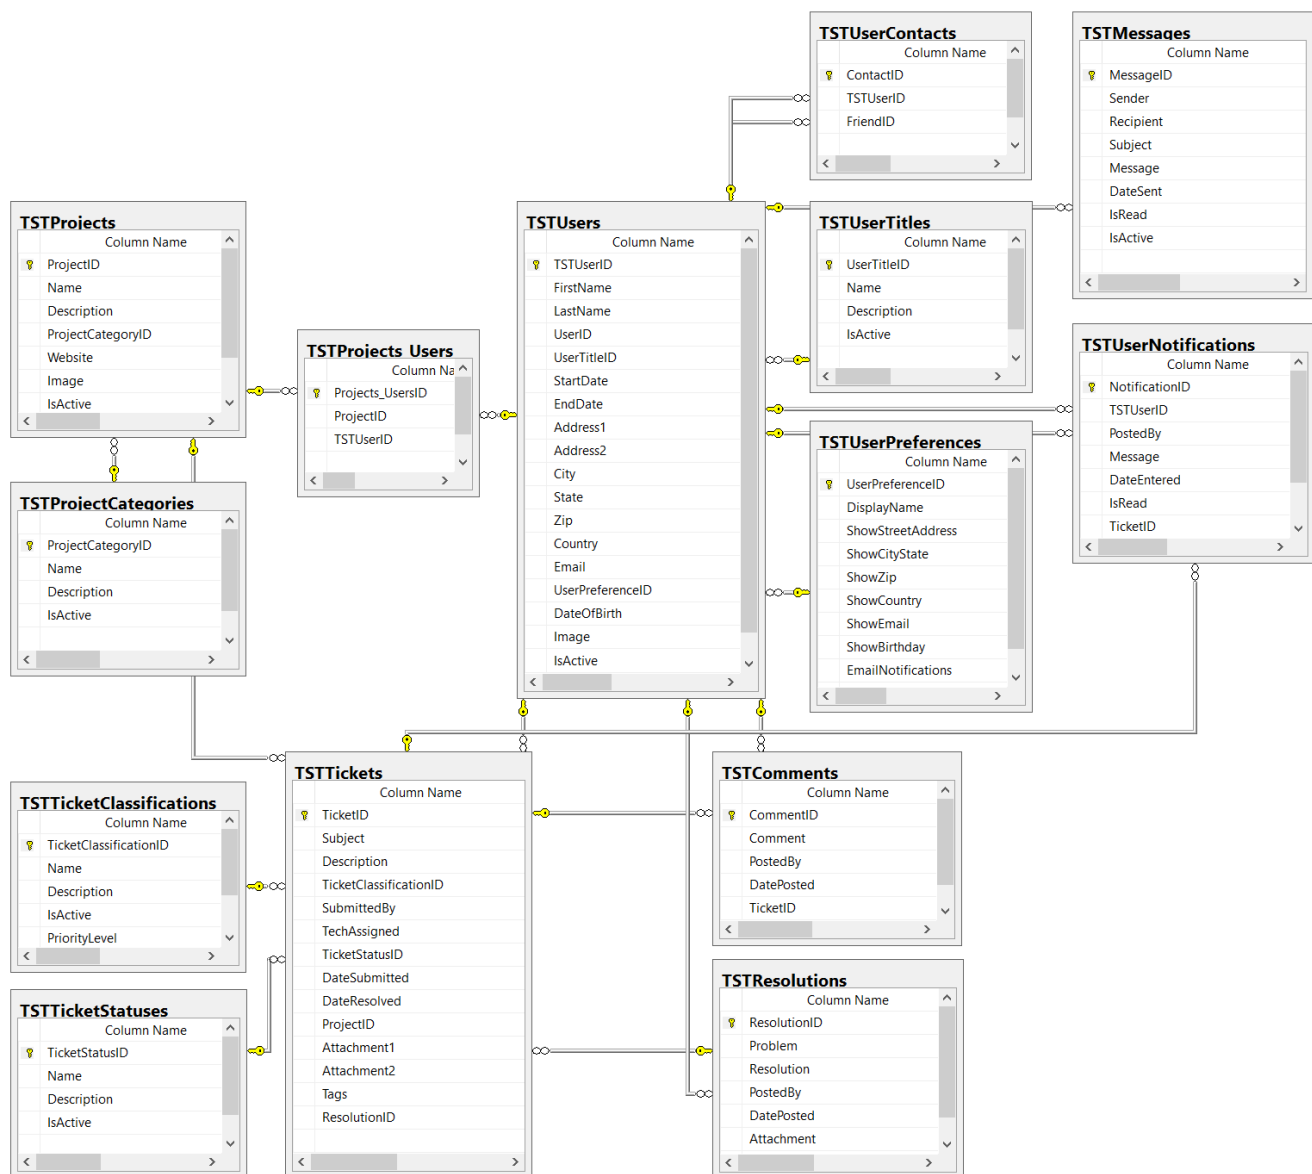 TSTUserContacts
Column Name
ContactID
TSTUserID
FriendID
TSTMessages
Column Name
MessageID
Sender
Recipient
Subject
Message
DateSent
IsRead
IsActive
TSTProjects
Column Name
ProjectID
Name
Description
ProjectCategoryID
Website
Image
IsActive
TSTProjects_Users
Column Na
Projects_UsersID
ProjectID
TSTUserID
TSTUsers
Column Name
TSTUserID
FirstName
LastName
UserID
UserTitleID
StartDate
EndDate
Address1
Address2
City
State
Zip
Country
Email
UserPreferenceID
DateOfBirth
Image
IsActive
TSTUserTitles
Column Name
UserTitleID
Name
Description
IsActive
TSTUserNotifications
Column Name
NotificationID
TSTUserID
PostedBy
Message
DateEntered
IsRead
TicketID
TSTUserPreferences
Column Name
UserPreferenceID
DisplayName
ShowStreetAddress
ShowCityState
ShowZip
ShowCountry
ShowEmail
ShowBirthday
EmailNotifications
TSTProjectCategories
Column Name
ProjectCategoryID
Name
Description
IsActive
TSTTicketClassifications
Column Name
TicketClassificationID
Name
Description
IsActive
PriorityLevel
TSTTicketStatuses
Column Name
TicketStatusID
Name
Description
IsActive
TSTTickets
Column Name
TicketID
Subject
Description
TicketClassificationID
SubmittedBy
TechAssigned
TicketStatusID
DateSubmitted
DateResolved
ProjectID
Attachment1
Attachment2
Tags
ResolutionID
TSTComments
Column Name
CommentID
Comment
PostedBy
DatePosted
TicketID
TSTResolutions
Column Name
ResolutionID
Problem
Resolution
PostedBy
DatePosted
Attachment